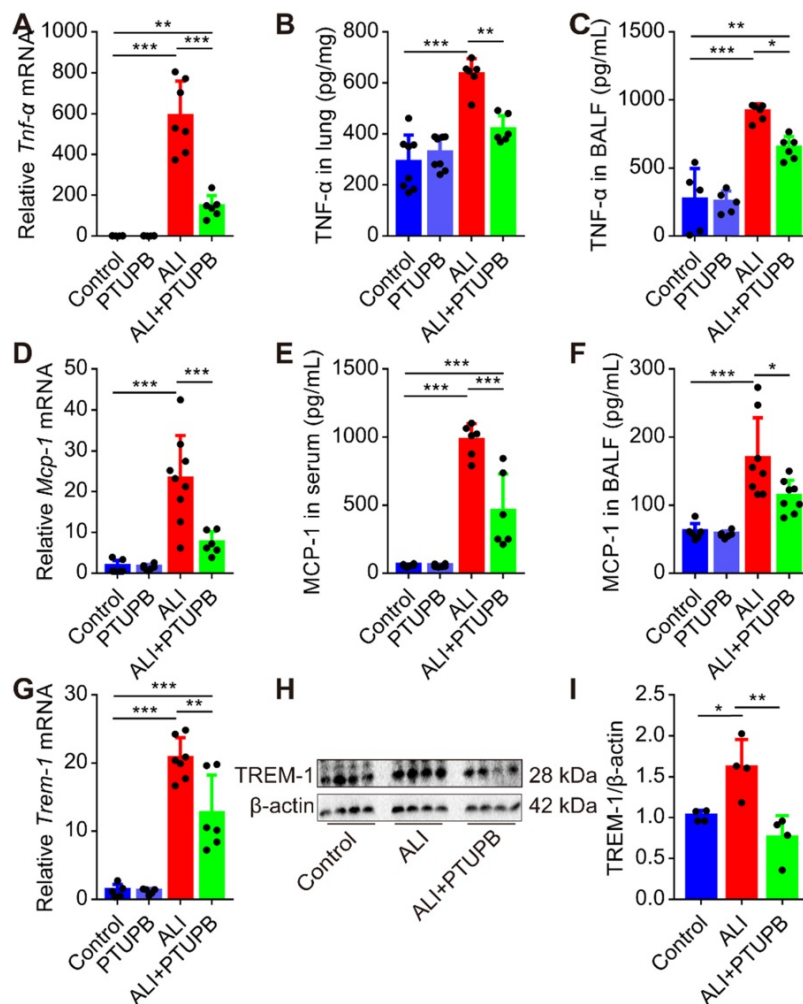 A
Relative Tnf-α mRNA
1000
800
600
400
200
0
**
***
***
Control
PTUPB
ALI
ALI+PTUPB
B
TNF-α in lung (pg/mg)
800
600
400
200
0
***
**
Control
PTUPB
ALI
ALI+PTUPB
C
TNF-α in BALF (pg/mL)
1500
1000
500
0
**
***
*
Control
PTUPB
ALI
ALI+PTUPB
D
Relative Mcp-1 mRNA
50
40
30
20
10
0
***
***
Control
PTUPB
ALI
ALI+PTUPB
E
MCP-1 in serum (pg/mL)
1500
1000
500
0
***
***
***
Control
PTUPB
ALI
ALI+PTUPB
F
MCP-1 in BALF (pg/mL)
300
200
100
0
***
*
Control
PTUPB
ALI
ALI+PTUPB
G
Relative Trem-1 mRNA
30
20
10
0
***
***
**
Control
PTUPB
ALI
ALI+PTUPB
H
TREM-1
28 kDa
β-actin
42 kDa
Control
ALI
ALI+PTUPB
I
TREM-1/β-actin
2.5
2.0
1.5
1.0
0.5
0.0
*
**
Control
ALI
ALI+PTUPB